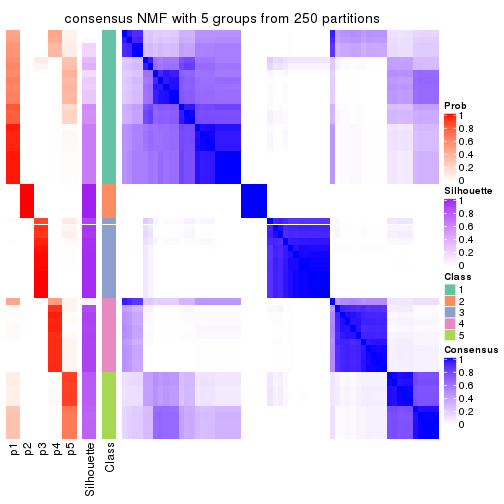 consensus NMF with 5 groups from 250 partitions
Prob
1
0.8
0.6
0.4
0.2
0
Silhouette
1
0.8
0.6
0.4
0.2
0
Class
1
2
3
4
5
Consensus
1
0.8
0.6
0.4
0.2
0
p1
p2
p3
p4
p5
Silhouette
Class